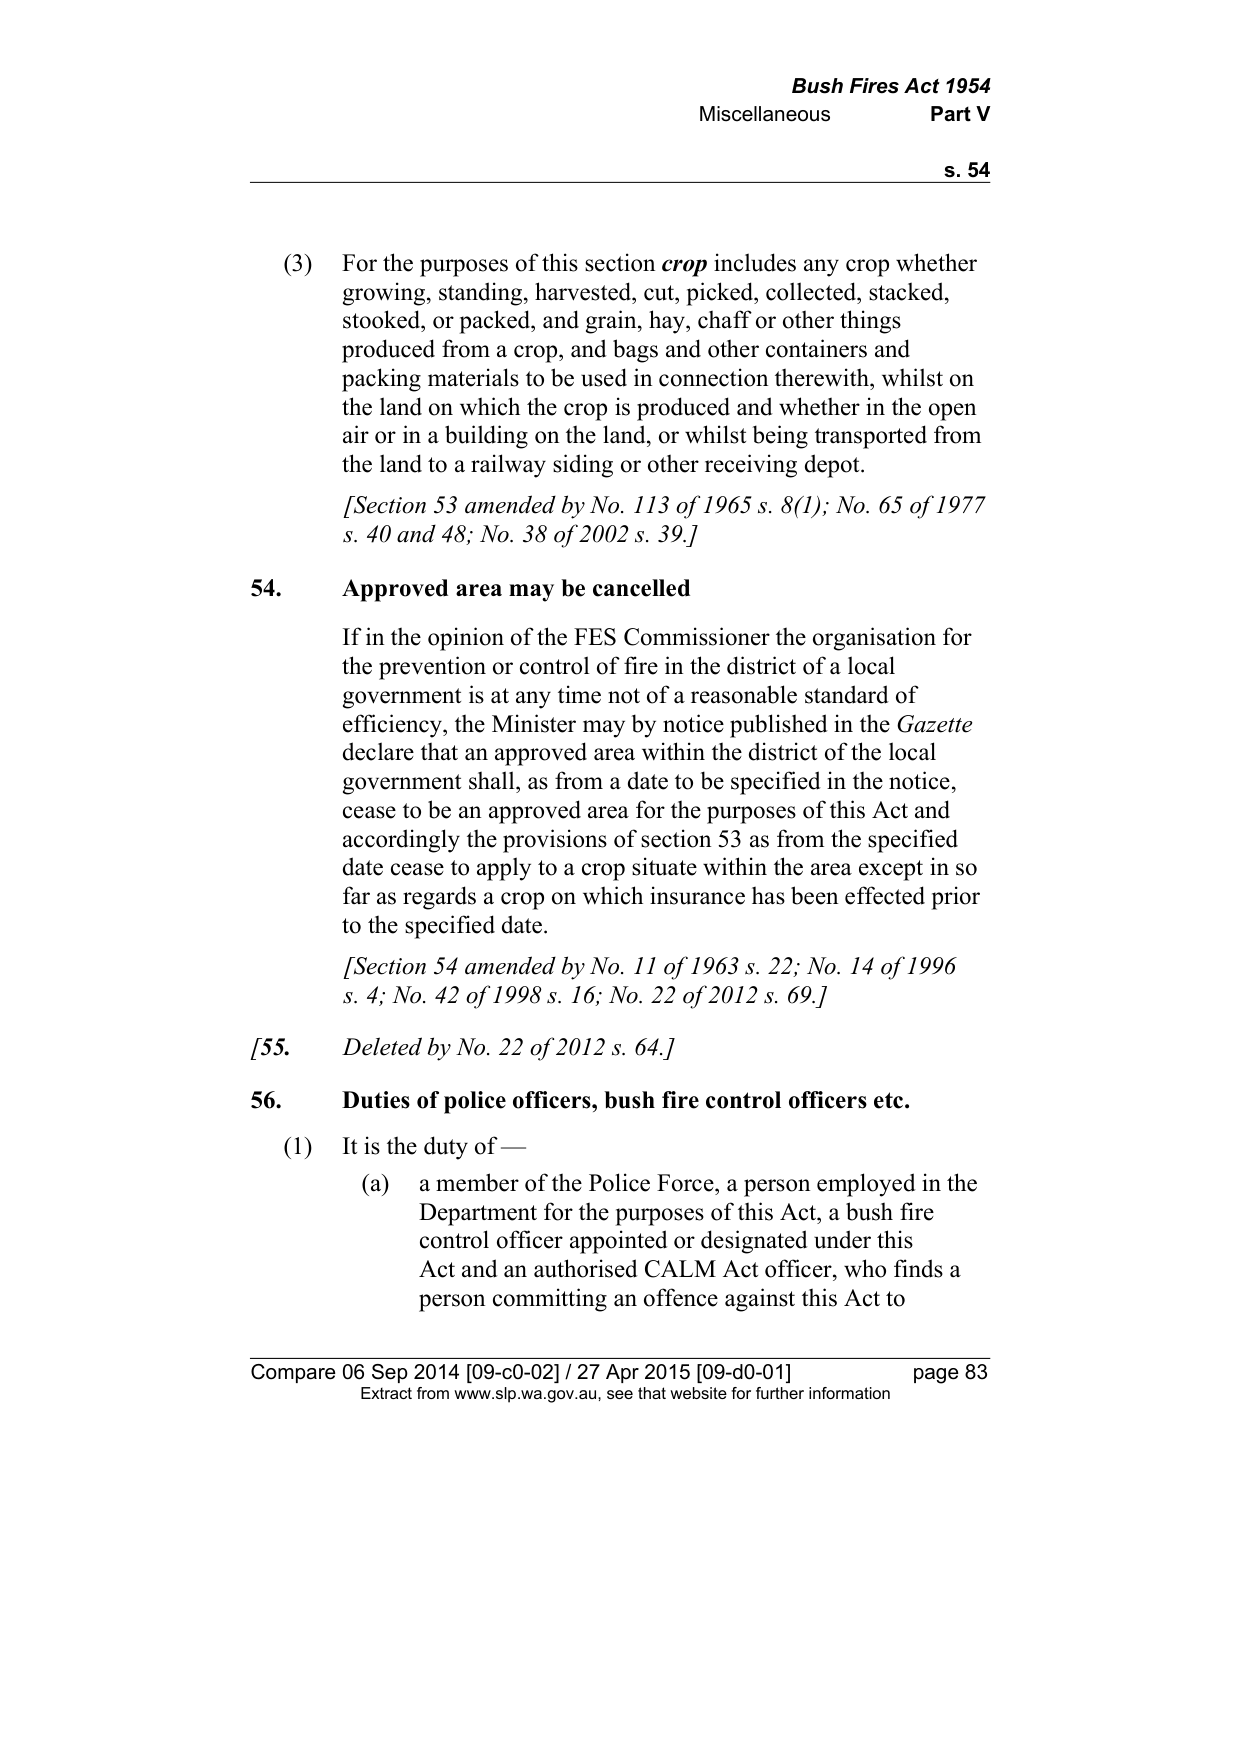 Bush Fires Act 1954
Miscellaneous Part V
s. 54
(3) For the purposes of this section crop includes any crop whether
growing, standing, harvested, cut, picked, collected, stacked,
stooked, or packed, and grain, hay, chaff or other things
produced from a crop, and bags and other containers and
packing materials to be used in connection therewith, whilst on
the land on which the crop is produced and whether in the open
air or in a building on the land, or whilst being transported from
the land to a railway siding or other receiving depot.
[Section 53 amended by No. 113 of 1965 s. 8(1); No. 65 of 1977
s. 40 and 48; No. 38 of 2002 s. 39.]
54. Approved area may be cancelled
If in the opinion of the FES Commissioner the organisation for
the prevention or control of fire in the district of a local
government is at any time not of a reasonable standard of
efficiency, the Minister may by notice published in the Gazette
declare that an approved area within the district of the local
government shall, as from a date to be specified in the notice,
cease to be an approved area for the purposes of this Act and
accordingly the provisions of section 53 as from the specified
date cease to apply to a crop situate within the area except in so
far as regards a crop on which insurance has been effected prior
to the specified date.
[Section 54 amended by No. 11 of 1963 s. 22; No. 14 of 1996
s. 4; No. 42 of 1998 s. 16; No. 22 of 2012 s. 69.]
[55. Deleted by No. 22 of 2012 s. 64.]
56. Duties of police officers, bush fire control officers etc.
(1) It is the duty of —
(a) a member of the Police Force, a person employed in the
Department for the purposes of this Act, a bush fire
control officer appointed or designated under this
Act and an authorised CALM Act officer, who finds a
person committing an offence against this Act to
Compare 06 Sep 2014 [09-c0-02] / 27 Apr 2015 [09-d0-01] page 83
Extract from www.slp.wa.gov.au, see that website for further information